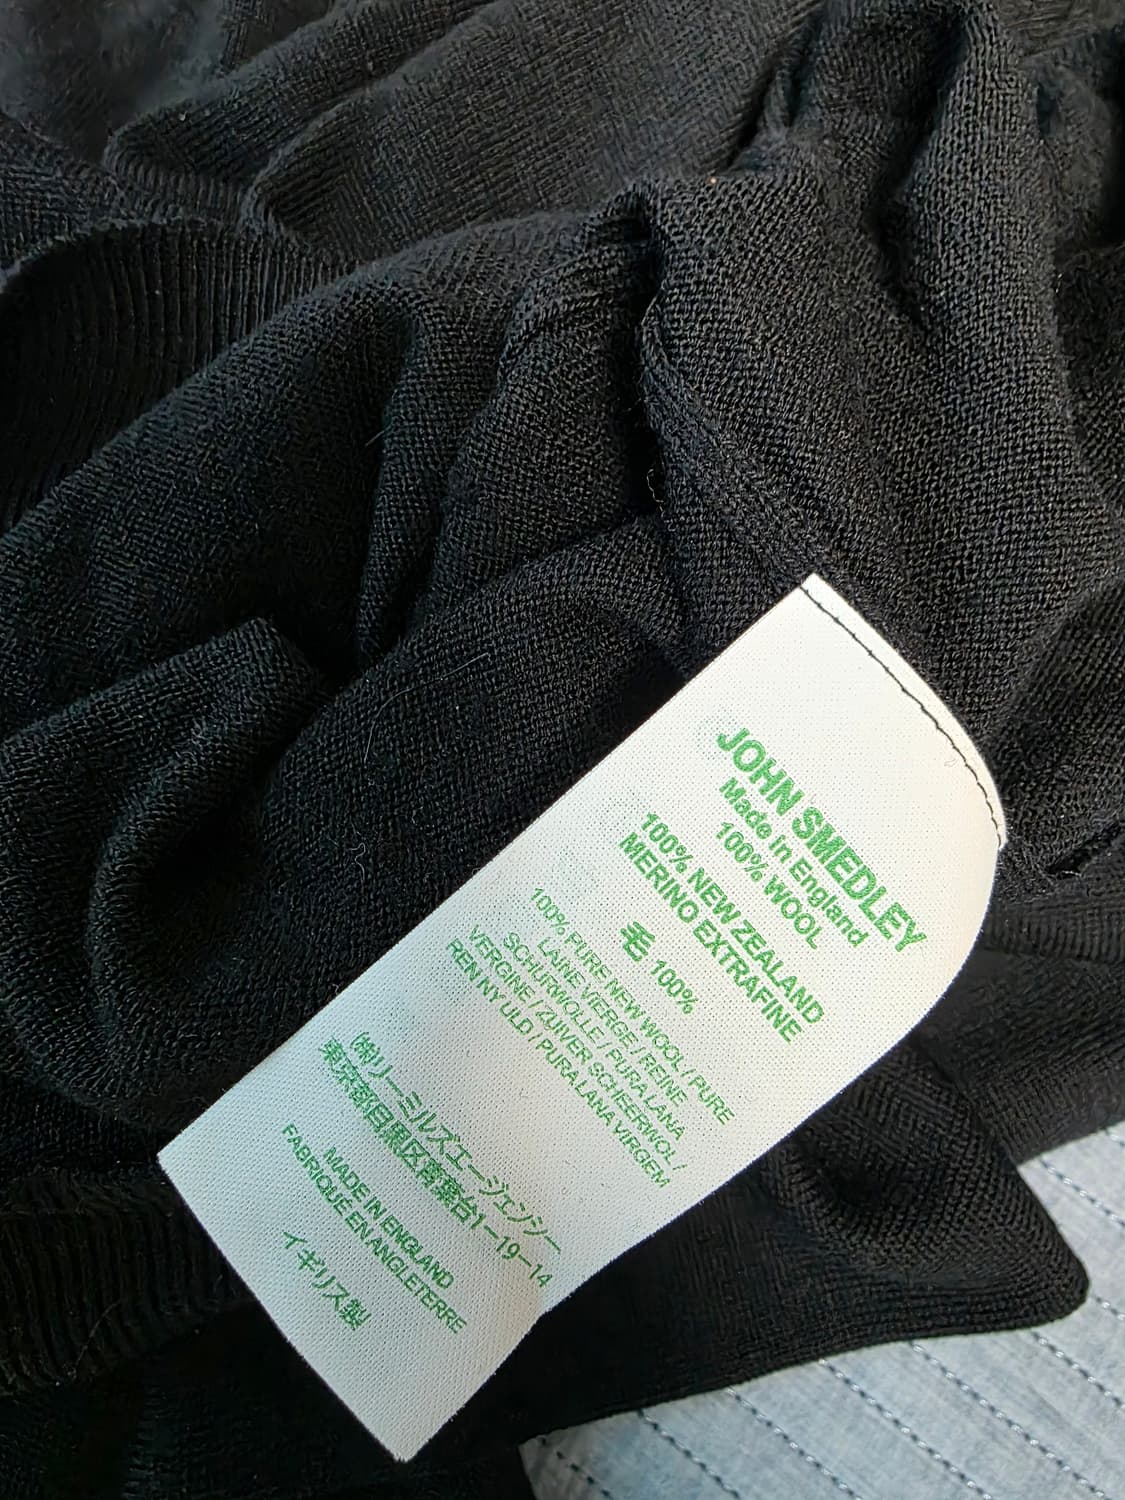 JOHN SMEDLEY
Made in England
100% WOOL
100% NEW ZEALAND
MERINO EXTRAFINE
毛 100%
100% PURE NEW WOOL / PURE
LAINE VIERGE / REINE
SCHURWOLLE / PURA LANA
VERGINE / ZUIVER SCHEERWOL /
REN NY ULD / PURA LANA VIRGEM
(株)リーミルズエージェンシー
東京都目黒区青葉台1-19-14
MADE IN ENGLAND
FABRIQUÉ EN ANGLETERRE
イギリス製